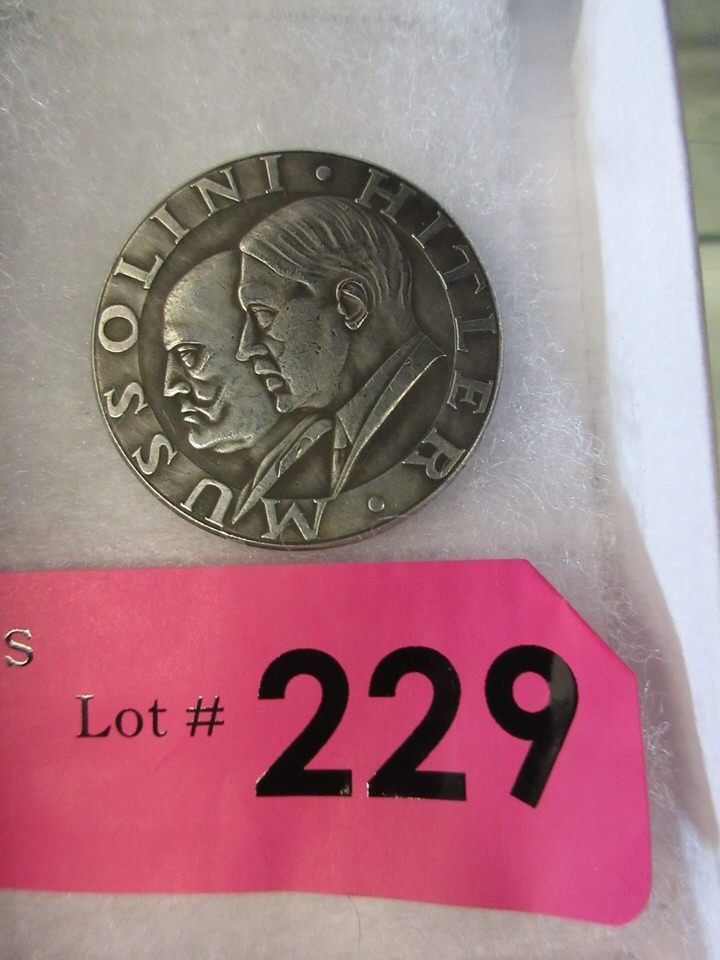 MUSSOLINI · HITLER ·
S
Lot # 229